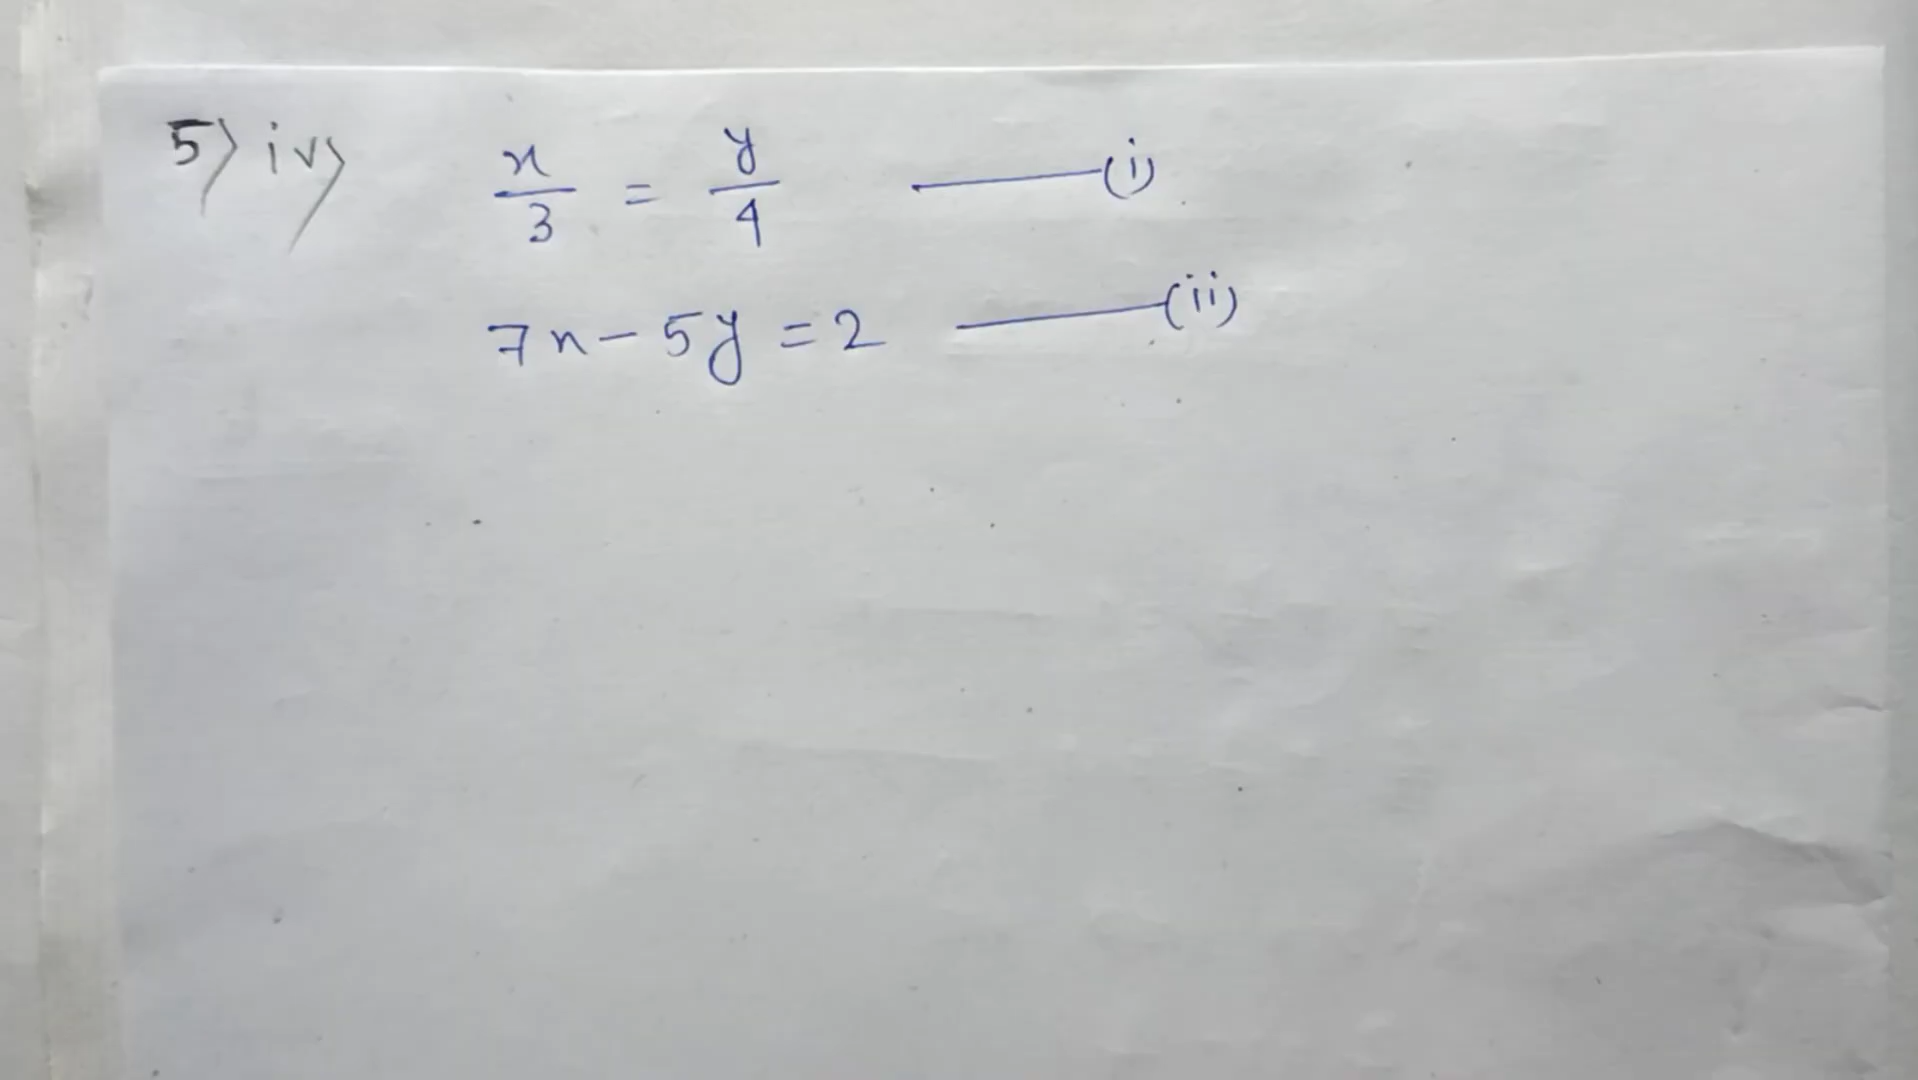 5) iv) x/3 = y/4 ——(i)
7x - 5y = 2 ——(ii)